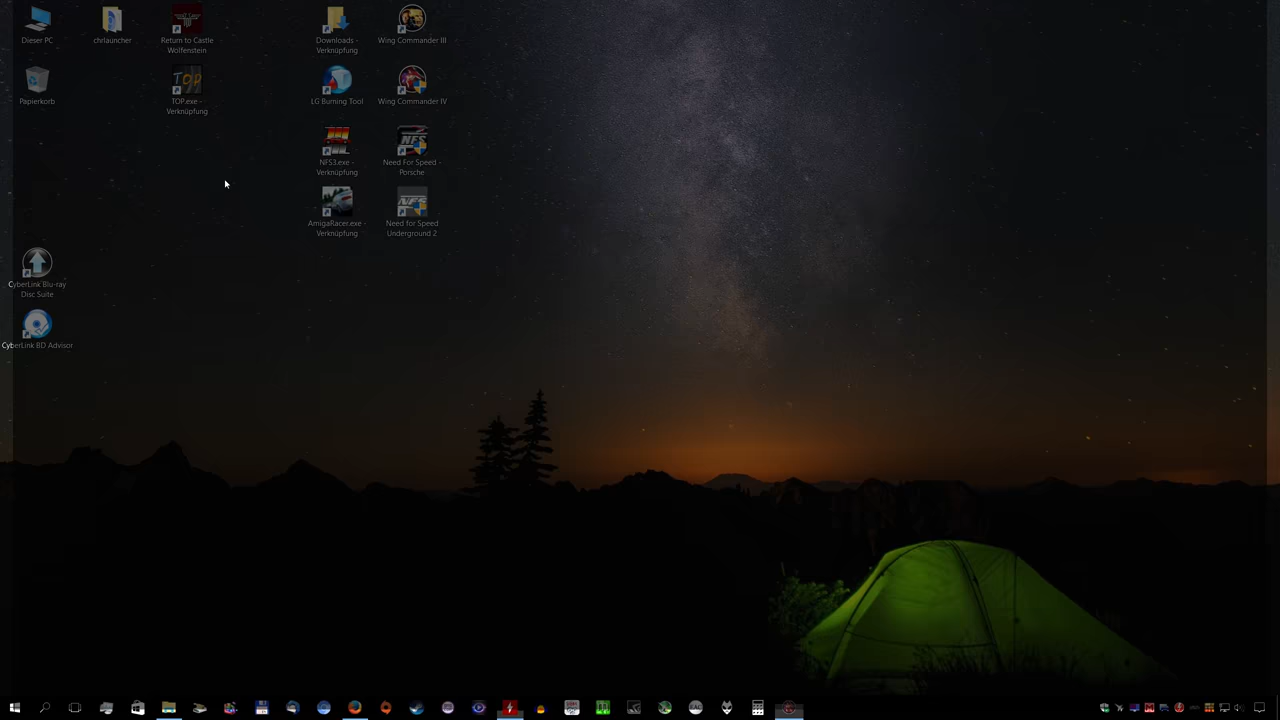 Dieser PC
chrlauncher
Return to Castle
Wolfenstein
Downloads -
Verknüpfung
Wing Commander III
Papierkorb
TOP
TOP.exe -
Verknüpfung
LG Burning Tool
Wing Commander IV
NFS3.exe -
Verknüpfung
NFS
Need For Speed -
Porsche
AmigaRacer.exe -
Verknüpfung
Need for Speed
Underground 2
CyberLink Blu-ray
Disc Suite
CyberLink BD Advisor